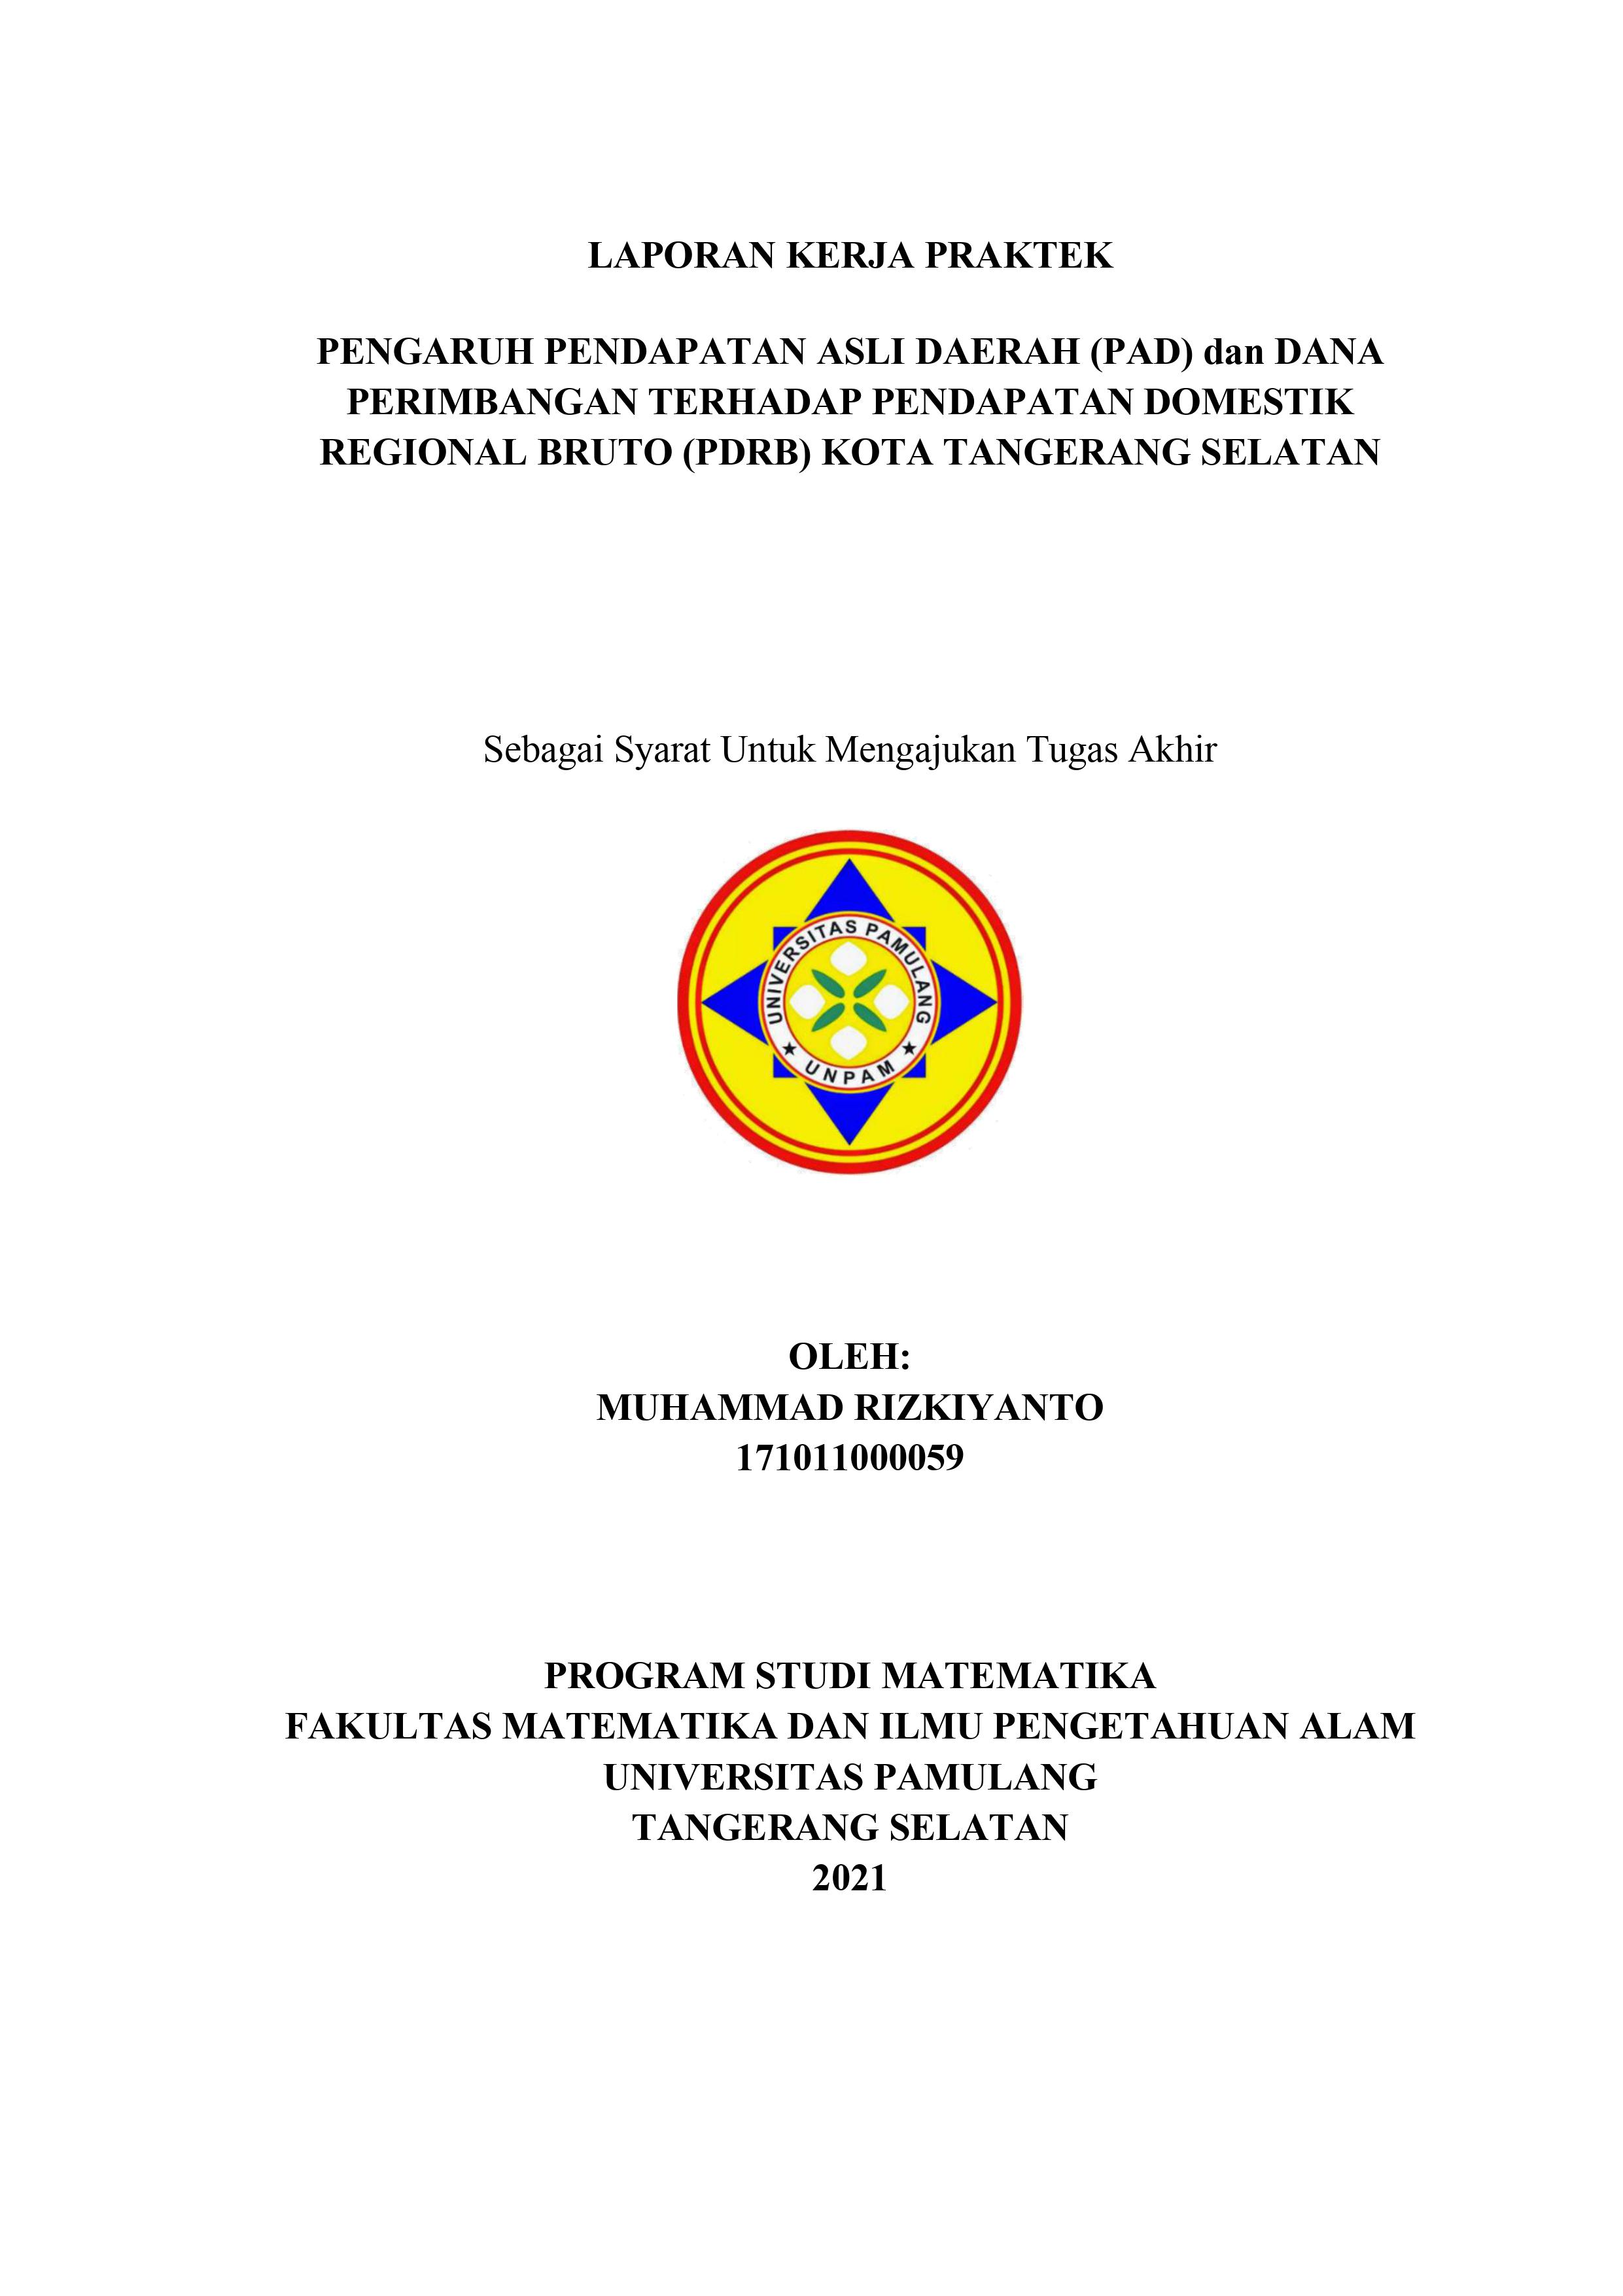 LAPORAN KERJA PRAKTEK
PENGARUH PENDAPATAN ASLI DAERAH (PAD) dan DANA
PERIMBANGAN TERHADAP PENDAPATAN DOMESTIK
REGIONAL BRUTO (PDRB) KOTA TANGERANG SELATAN
Sebagai Syarat Untuk Mengajukan Tugas Akhir
UNIVERSITAS PAMULANG
★ UNPAM ★
OLEH:
MUHAMMAD RIZKIYANTO
171011000059
PROGRAM STUDI MATEMATIKA
FAKULTAS MATEMATIKA DAN ILMU PENGETAHUAN ALAM
UNIVERSITAS PAMULANG
TANGERANG SELATAN
2021